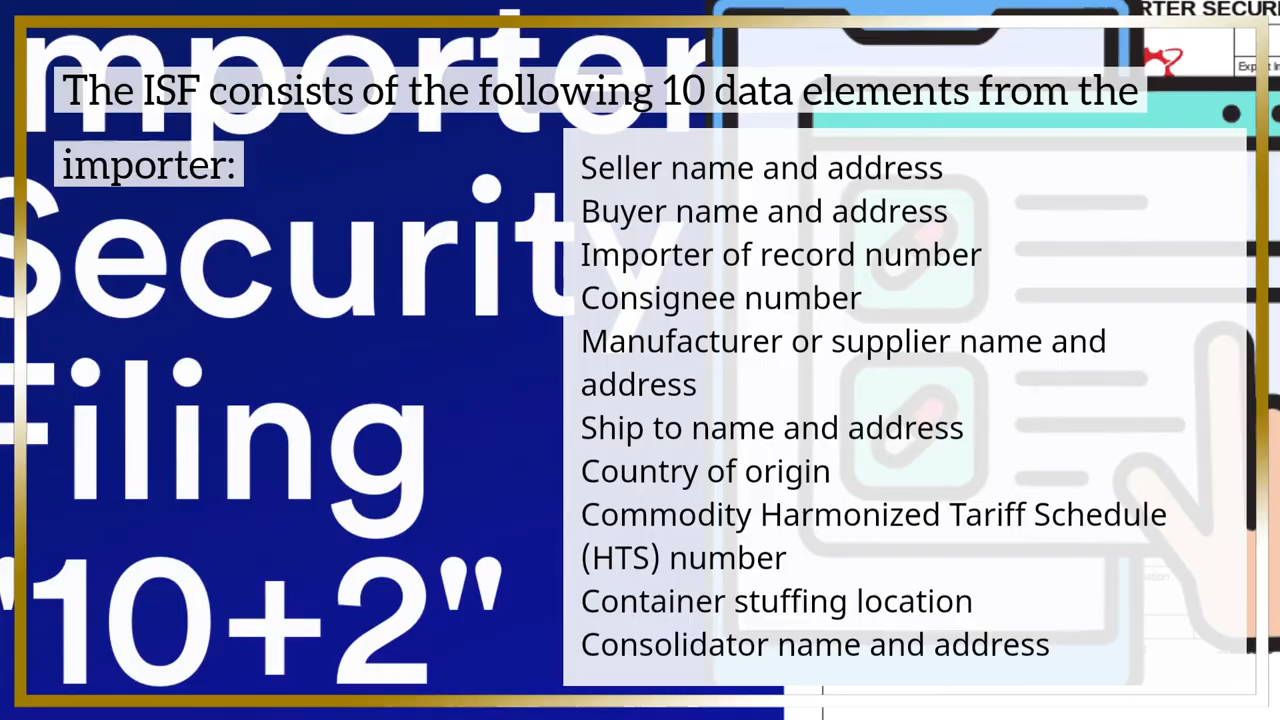 RTER SECURI
Importer
The ISF consists of the following 10 data elements from the
importer:
Security
Filing
"10+2"
Seller name and address
Buyer name and address
Importer of record number
Consignee number
Manufacturer or supplier name and
address
Ship to name and address
Country of origin
Commodity Harmonized Tariff Schedule
(HTS) number
Container stuffing location
Consolidator name and address